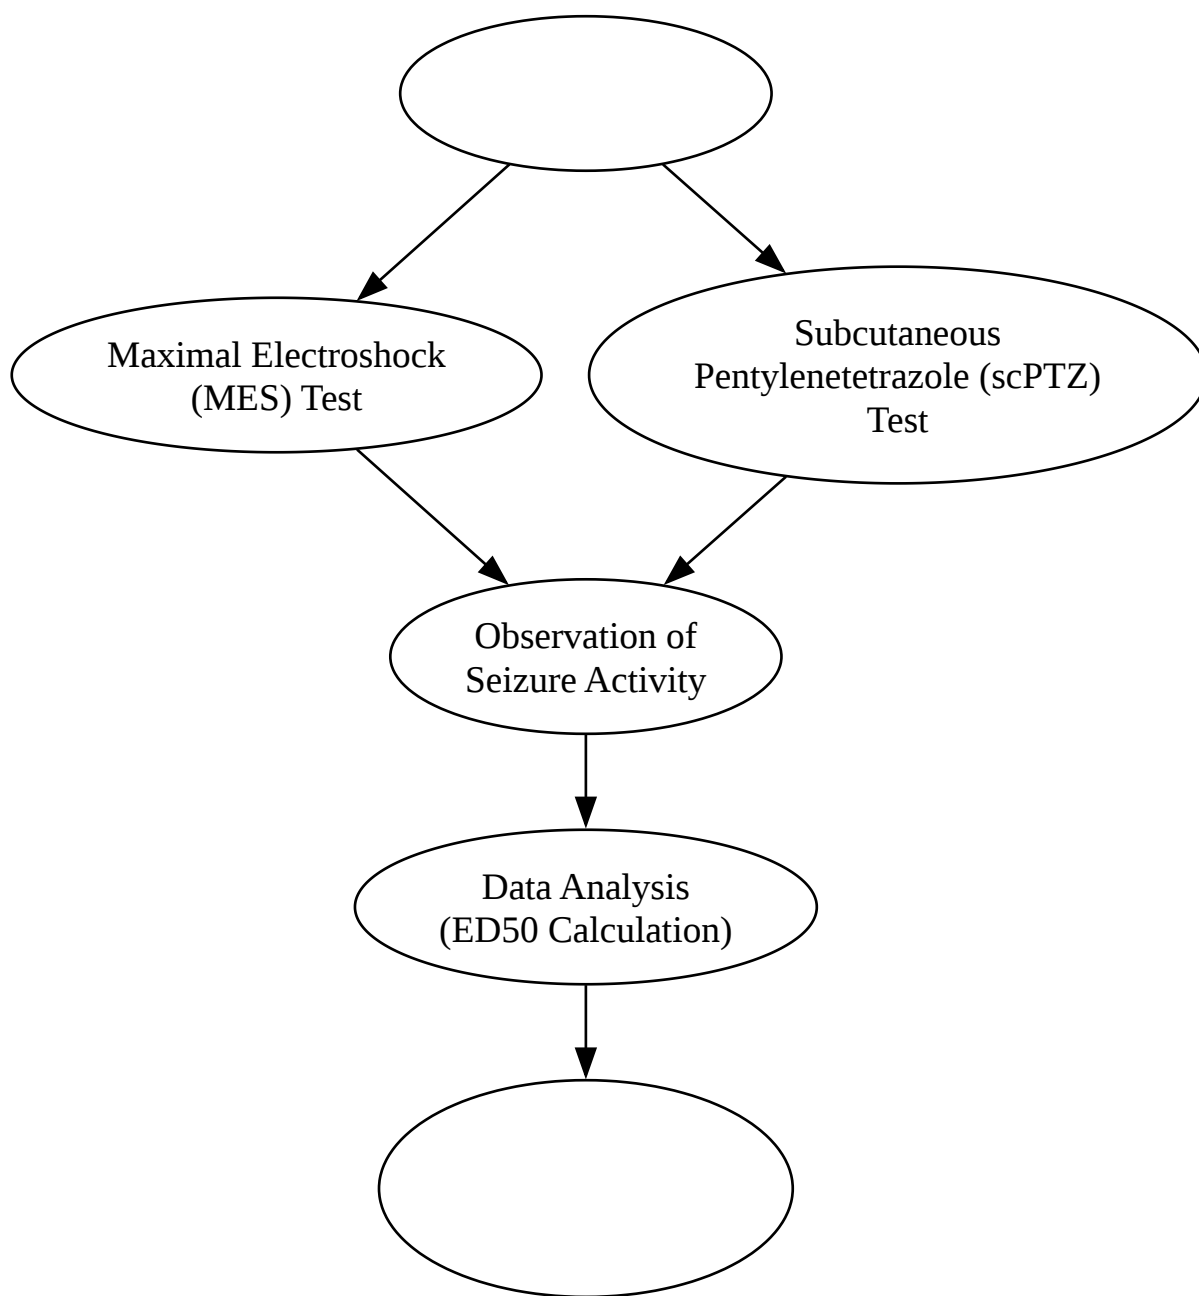 Maximal Electroshock
(MES) Test
Subcutaneous
Pentylenetetrazole (scPTZ)
Test
Observation of
Seizure Activity
Data Analysis
(ED50 Calculation)